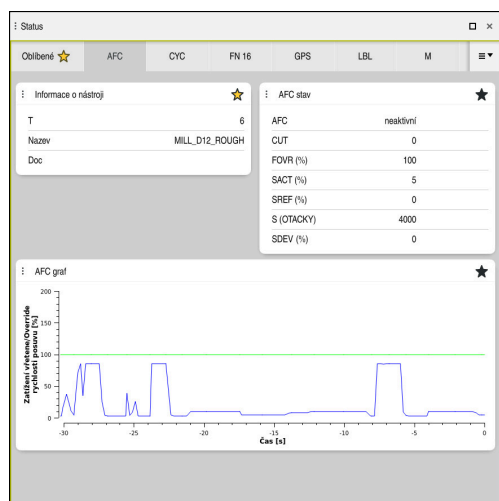 Status
Oblíbené AFC CYC FN 16 GPS LBL M
Informace o nástroji
T 6
Nazev MILL_D12_ROUGH
Doc
AFC stav
AFC neaktivní
CUT 0
FOVR (%) 100
SACT (%) 5
SREF (%) 0
S (OTACKY) 4000
SDEV (%) 0
AFC graf
Zatížení vřetene/Override
rychlosti posuvu [%]
200
150
100
50
0
-30 -25 -20 -15 -10 -5 0
Čas [s]